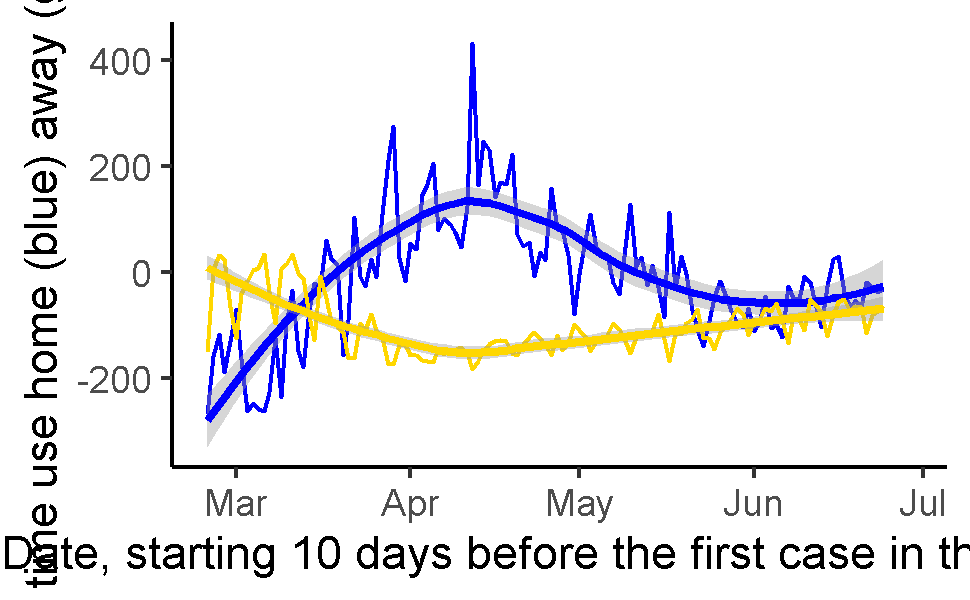 time use home (blue) away (
400
200
0
-200
Mar Apr May Jun Jul
Date, starting 10 days before the first case in th